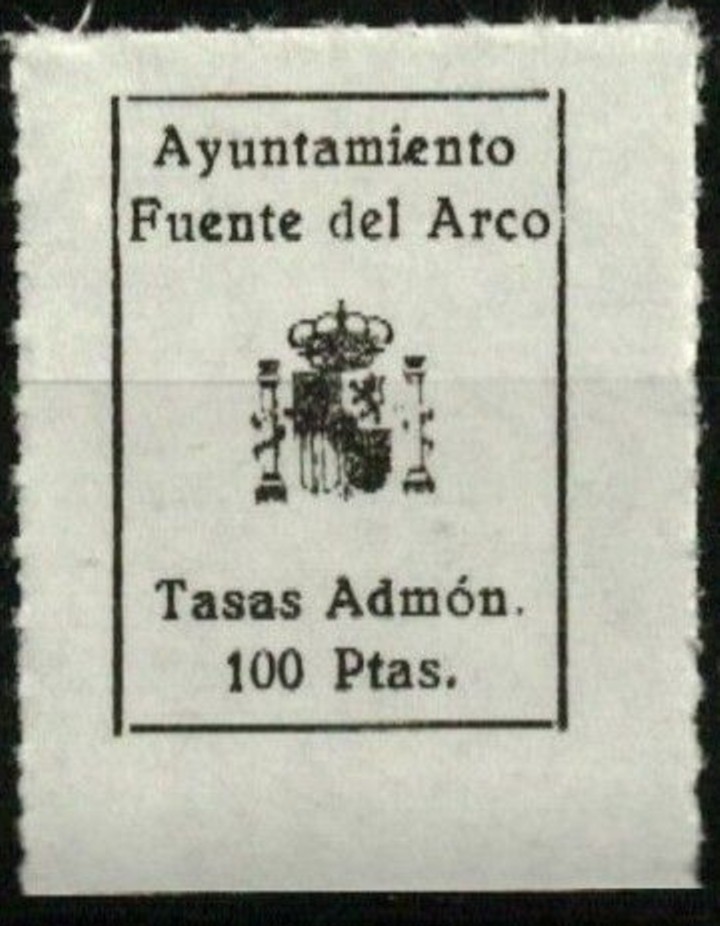 Ayuntamiento
Fuente del Arco
Tasas Admón.
100 Ptas.